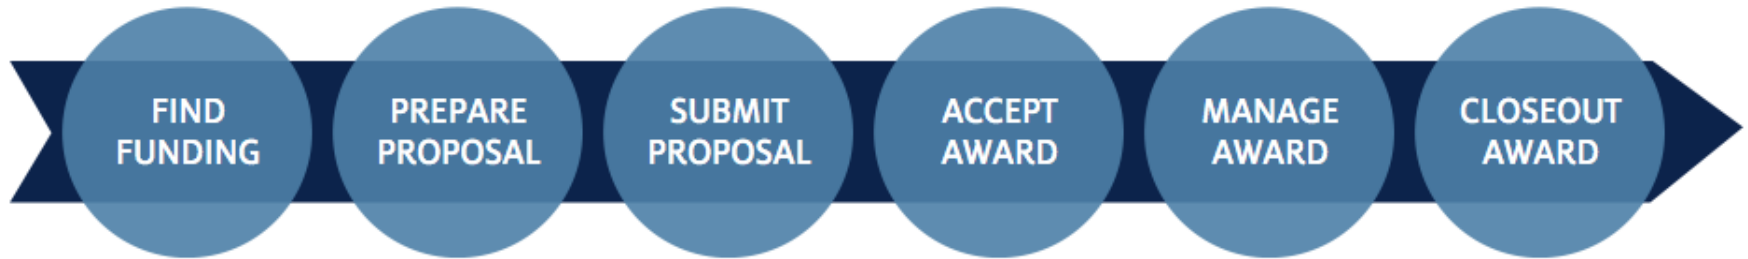 FIND
FUNDING
PREPARE
PROPOSAL
SUBMIT
PROPOSAL
ACCEPT
AWARD
MANAGE
AWARD
CLOSEOUT
AWARD